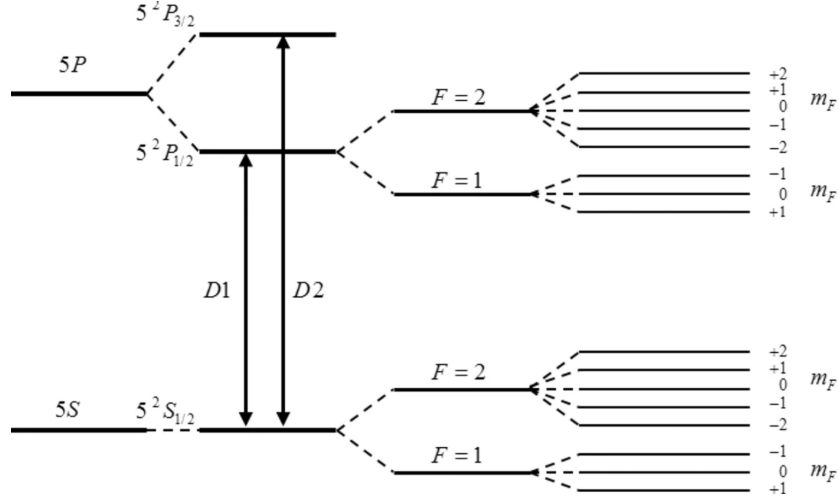 5 ²P₃/₂
5P
5 ²P₁/₂
D1
D2
5S
5 ²S₁/₂
F = 2
+2
+1
0
−1
−2
m_F
F = 1
−1
0
+1
m_F
F = 2
+2
+1
0
−1
−2
m_F
F = 1
−1
0
+1
m_F